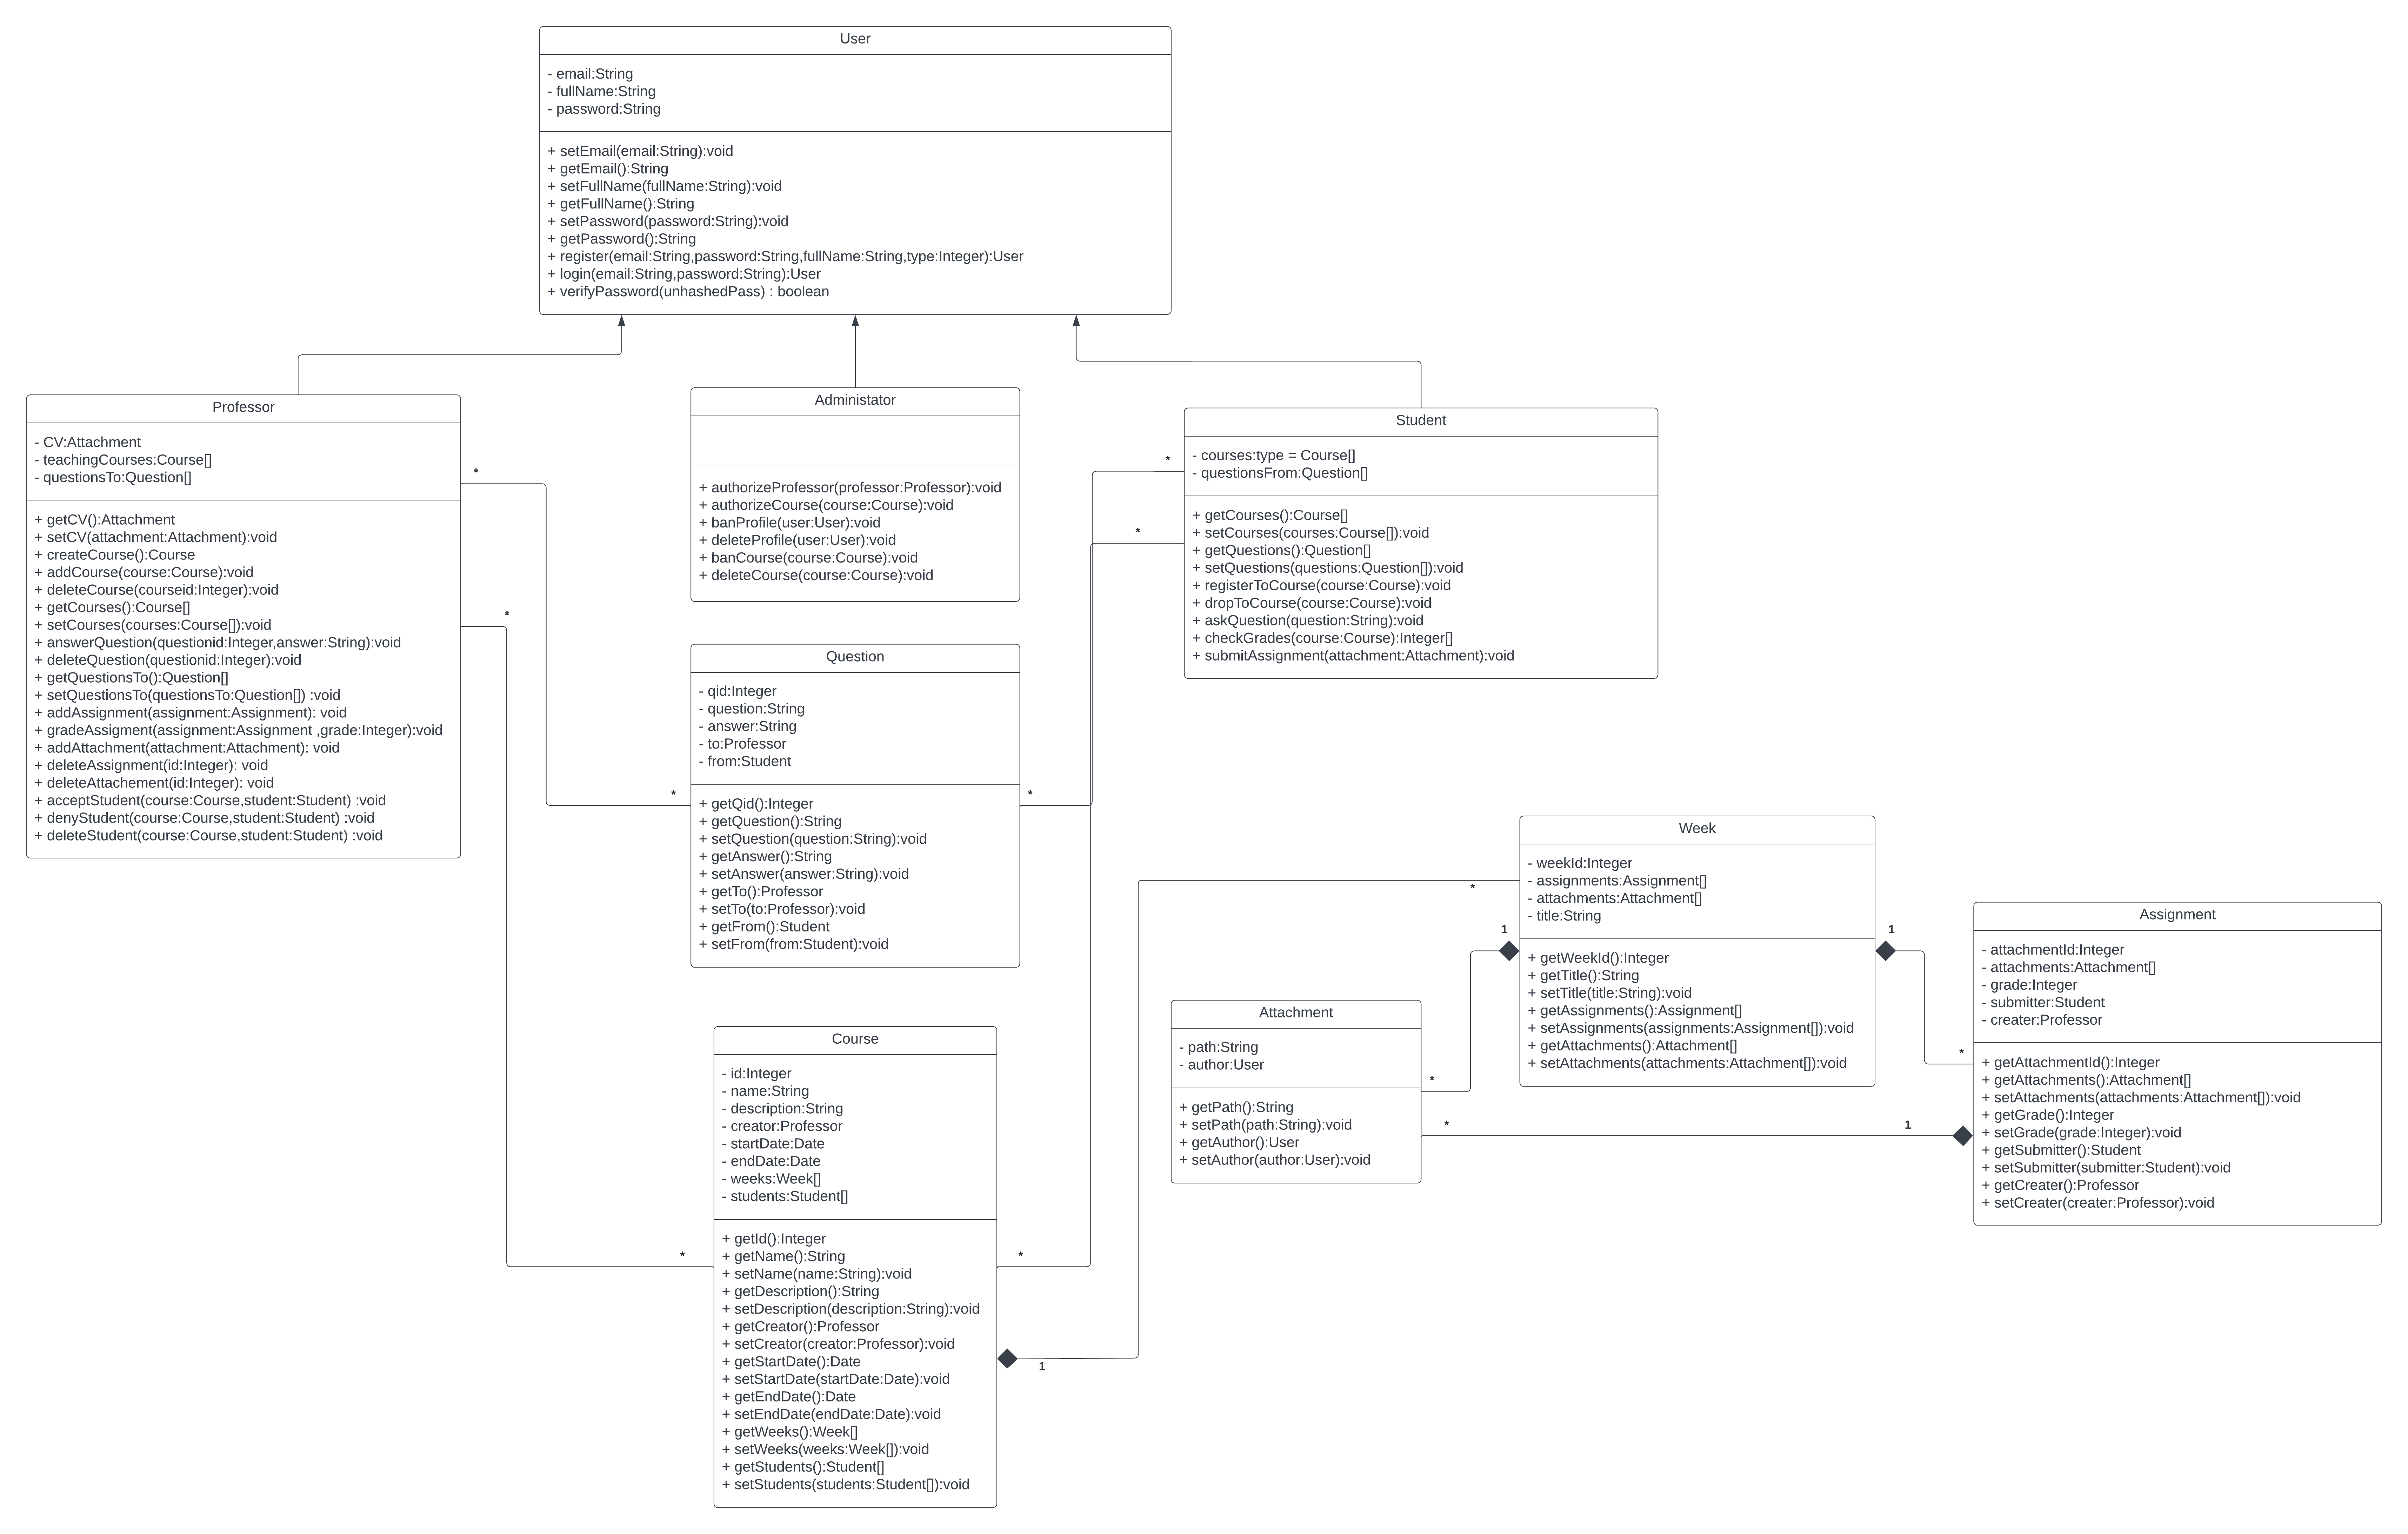 User
- email:String
- fullName:String
- password:String
+ setEmail(email:String):void
+ getEmail():String
+ setFullName(fullName:String):void
+ getFullName():String
+ setPassword(password:String):void
+ getPassword():String
+ register(email:String,password:String,fullName:String,type:Integer):User
+ login(email:String,password:String):User
+ verifyPassword(unhashedPass) : boolean
Professor
- CV:Attachment
- teachingCourses:Course[]
- questionsTo:Question[]
+ getCV():Attachment
+ setCV(attachment:Attachment):void
+ createCourse():Course
+ addCourse(course:Course):void
+ deleteCourse(courseid:Integer):void
+ getCourses():Course[]
+ setCourses(courses:Course[]):void
+ answerQuestion(questionid:Integer,answer:String):void
+ deleteQuestion(questionid:Integer):void
+ getQuestionsTo():Question[]
+ setQuestionsTo(questionsTo:Question[]) :void
+ addAssignment(assignment:Assignment): void
+ gradeAssigment(assignment:Assignment ,grade:Integer):void
+ addAttachment(attachment:Attachment): void
+ deleteAssignment(id:Integer): void
+ deleteAttachement(id:Integer): void
+ acceptStudent(course:Course,student:Student) :void
+ denyStudent(course:Course,student:Student) :void
+ deleteStudent(course:Course,student:Student) :void
*
*
Administator
+ authorizeProfessor(professor:Professor):void
+ authorizeCourse(course:Course):void
+ banProfile(user:User):void
+ deleteProfile(user:User):void
+ banCourse(course:Course):void
+ deleteCourse(course:Course):void
*
*
Student
- courses:type = Course[]
- questionsFrom:Question[]
+ getCourses():Course[]
+ setCourses(courses:Course[]):void
+ getQuestions():Question[]
+ setQuestions(questions:Question[]):void
+ registerToCourse(course:Course):void
+ dropToCourse(course:Course):void
+ askQuestion(question:String):void
+ checkGrades(course:Course):Integer[]
+ submitAssignment(attachment:Attachment):void
*
Question
- qid:Integer
- question:String
- answer:String
- to:Professor
- from:Student
+ getQid():Integer
+ getQuestion():String
+ setQuestion(question:String):void
+ getAnswer():String
+ setAnswer(answer:String):void
+ getTo():Professor
+ setTo(to:Professor):void
+ getFrom():Student
+ setFrom(from:Student):void
*
*
Course
- id:Integer
- name:String
- description:String
- creator:Professor
- startDate:Date
- endDate:Date
- weeks:Week[]
- students:Student[]
+ getId():Integer
+ getName():String
+ setName(name:String):void
+ getDescription():String
+ setDescription(description:String):void
+ getCreator():Professor
+ setCreator(creator:Professor):void
+ getStartDate():Date
+ setStartDate(startDate:Date):void
+ getEndDate():Date
+ setEndDate(endDate:Date):void
+ getWeeks():Week[]
+ setWeeks(weeks:Week[]):void
+ getStudents():Student[]
+ setStudents(students:Student[]):void
*
1
*
1
Week
- weekId:Integer
- assignments:Assignment[]
- attachments:Attachment[]
- title:String
+ getWeekId():Integer
+ getTitle():String
+ setTitle(title:String):void
+ getAssignments():Assignment[]
+ setAssignments(assignments:Assignment[]):void
+ getAttachments():Attachment[]
+ setAttachments(attachments:Attachment[]):void
1
*
Attachment
- path:String
- author:User
+ getPath():String
+ setPath(path:String):void
+ getAuthor():User
+ setAuthor(author:User):void
*
*
1
Assignment
- attachmentId:Integer
- attachments:Attachment[]
- grade:Integer
- submitter:Student
- creater:Professor
+ getAttachmentId():Integer
+ getAttachments():Attachment[]
+ setAttachments(attachments:Attachment[]):void
+ getGrade():Integer
+ setGrade(grade:Integer):void
+ getSubmitter():Student
+ setSubmitter(submitter:Student):void
+ getCreater():Professor
+ setCreater(creater:Professor):void